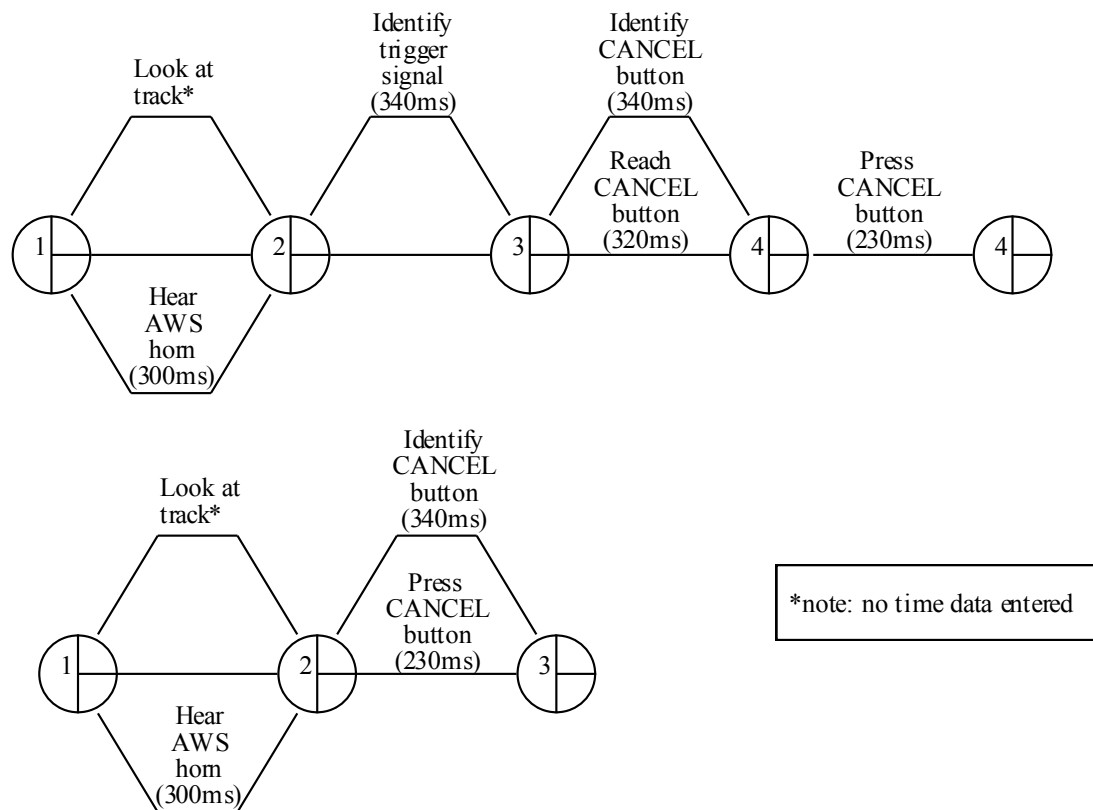 Identify
trigger
signal
(340ms)
Identify
CANCEL
button
(340ms)
Look at
track*
Reach
CANCEL
button
(320ms)
Press
CANCEL
button
(230ms)
1
2
3
4
4
Hear
AWS
horn
(300ms)
Identify
CANCEL
button
(340ms)
Look at
track*
Press
CANCEL
button
(230ms)
*note: no time data entered
1
2
3
Hear
AWS
horn
(300ms)